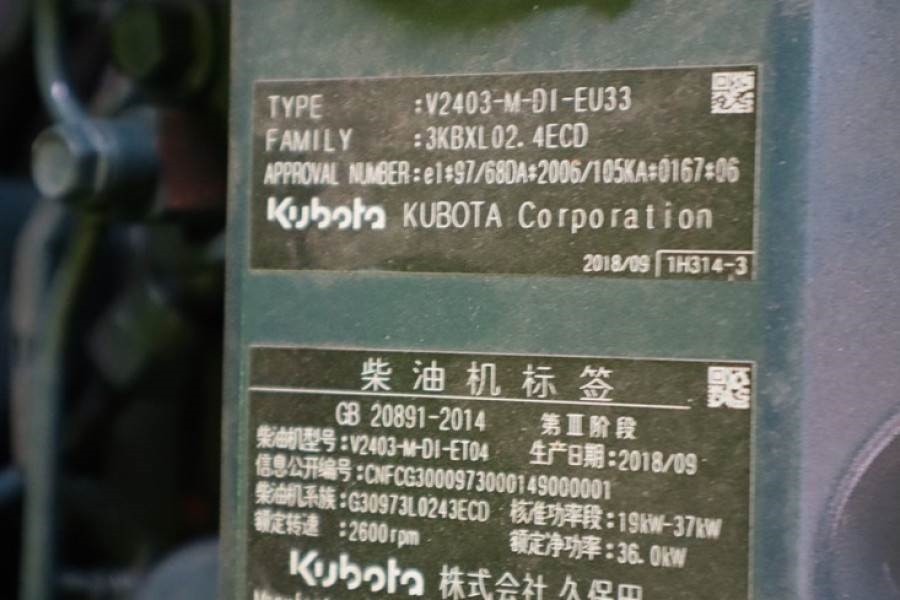 TYPE :V2403-M-DI-EU33
FAMILY :3KBXL02.4ECD
APPROVAL NUMBER:e1*97/68DA*2006/105KA*0167*06
Kubota KUBOTA Corporation
2018/09 1H314-3
柴油机标签
GB 20891-2014 第Ⅲ阶段
柴油机型号:V2403-M-DI-ET04 生产日期:2018/09
信息公开编号:CNFCG3000973000149000001
柴油机系族:G30973L0243ECD 核准功率段:19kW-37kW
额定转速 :2600rpm 额定净功率:36.0kW
Kubota 株式会社 久保田